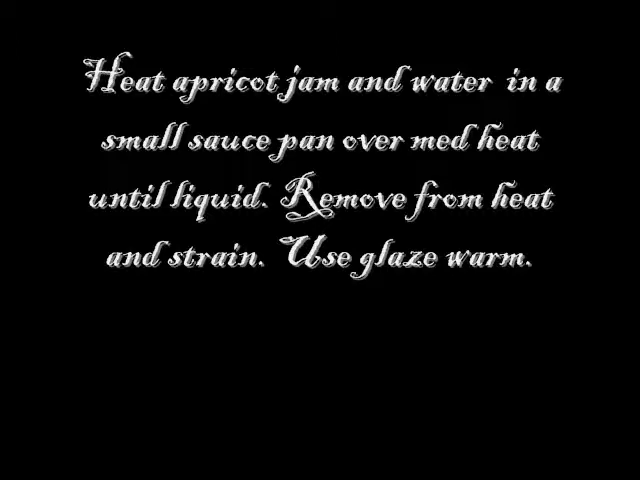 Heat apricot jam and water in a
small sauce pan over med heat
until liquid. Remove from heat
and strain. Use glaze warm.